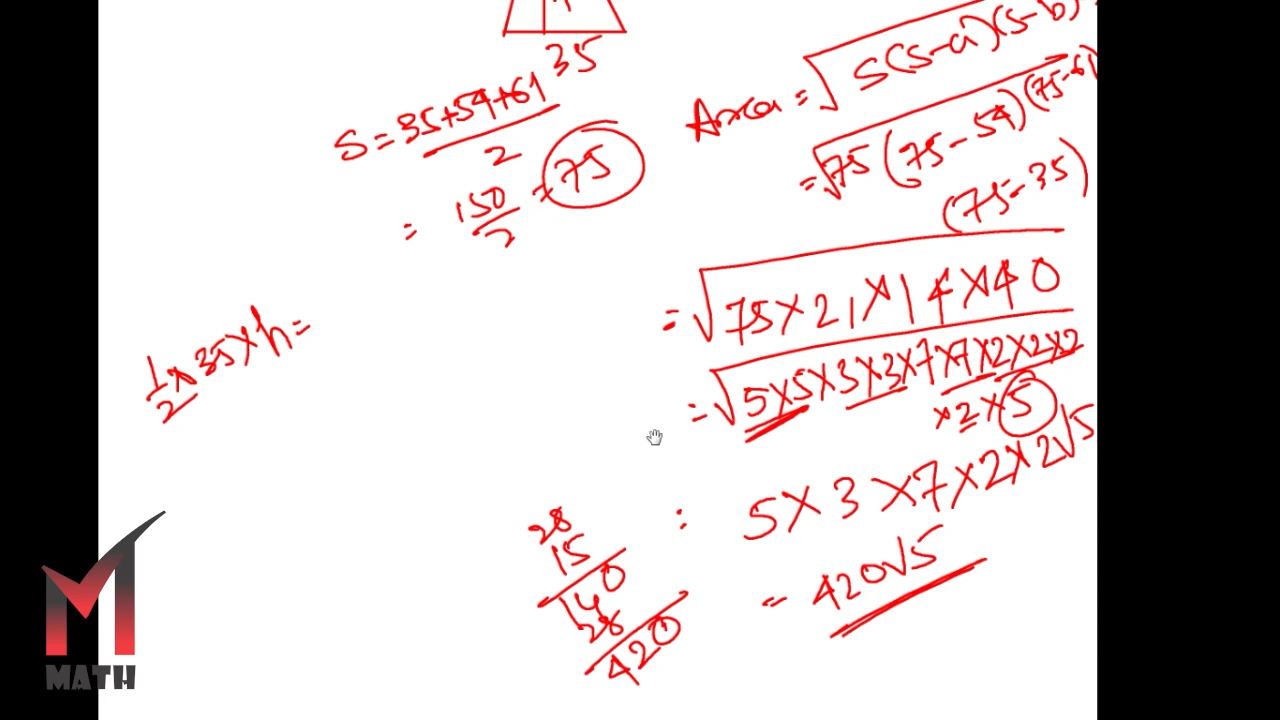 35
S = 35+54+61
2
= 150/2 = 75
Area = √S(S-a)(S-b)
= √75(75-54)(75-61)
(75-35)
= √75×21×14×40
= √5×5×3×3×7×7×2×2×2
×2×5
: 5×3×7×2×2√5
= 420√5
1/2 × 35 × h =
28
15
140
28
420
MATH